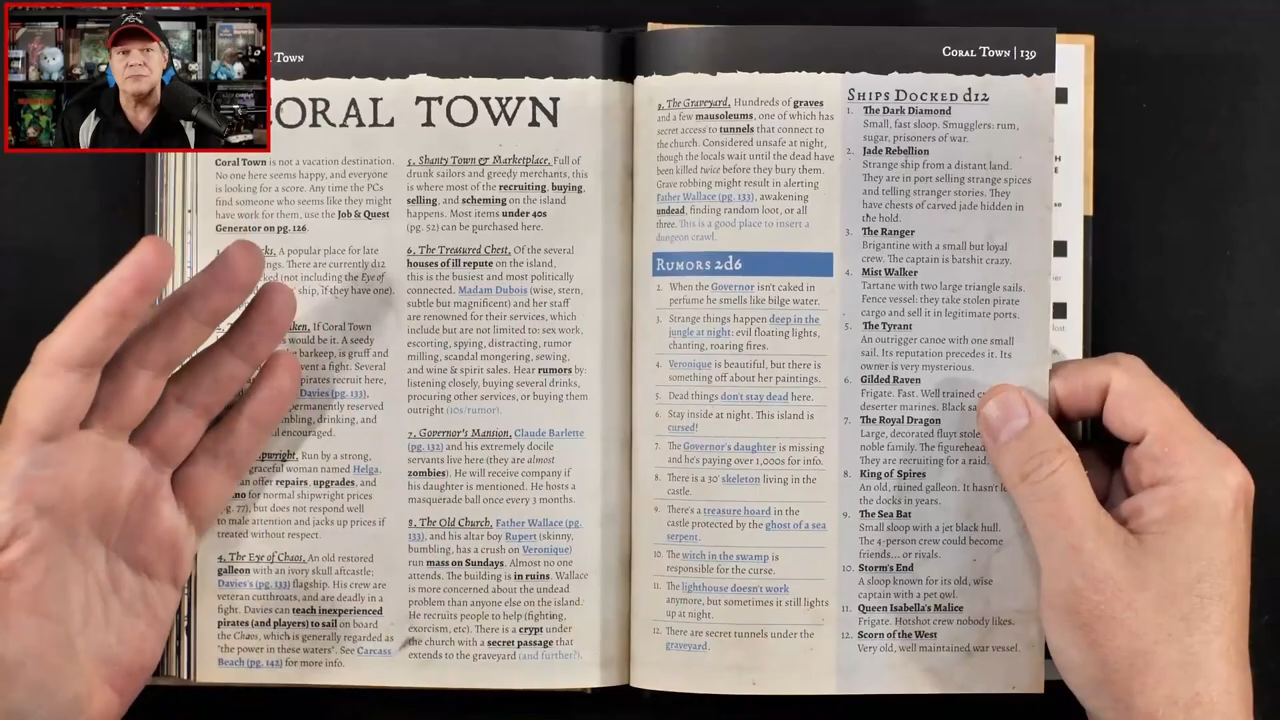 Town
Coral Town | 139
ORAL TOWN
Coral Town is not a vacation destination.
No one here seems happy, and everyone
is looking for a score. Any time the PCs
find someone who seems like they might
have work for them, use the Job & Quest
Generator on pg. 126.
A popular place for late
There are currently d12
(not including the Eye of
ship, if they have one).
If Coral Town
would be it. A seedy
barkeep, is gruff and
vent a fight. Several
pirates recruit here,
Davies (pg. 133),
permanently reserved
drinking, and
encouraged.
Run by a strong,
graceful woman named Helga.
an offer repairs, upgrades, and
for normal shipwright prices
77), but does not respond well
to male attention and jacks up prices if
treated without respect.
4. The Eye of Chaos, An old restored
galleon with an ivory skull aftcastle;
Davies's (pg. 133) flagship. His crew are
veteran cutthroats, and are deadly in a
fight. Davies can teach inexperienced
pirates (and players) to sail on board
the Chaos, which is generally regarded as
"the power in these waters". See Carcass
Beach (pg. 142) for more info.
5. Shanty Town & Marketplace, Full of
drunk sailors and greedy merchants, this
is where most of the recruiting, buying,
selling, and scheming on the island
happens. Most items under 40s
(pg. 52) can be purchased here.
6. The Treasured Chest, Of the several
houses of ill repute on the island,
this is the busiest and most politically
connected. Madam Dubois (wise, stern,
subtle but magnificent) and her staff
are renowned for their services, which
include but are not limited to: sex work,
escorting, spying, distracting, rumor
milling, scandal mongering, sewing,
and wine & spirit sales. Hear rumors by:
listening closely, buying several drinks,
procuring other services, or buying them
outright (10s/rumor).
7. Governor's Mansion, Claude Barlette
(pg. 132) and his extremely docile
servants live here (they are almost
zombies). He will receive company if
his daughter is mentioned. He hosts a
masquerade ball once every 3 months.
8. The Old Church, Father Wallace (pg.
133), and his altar boy Rupert (skinny,
bumbling, has a crush on Veronique)
run mass on Sundays. Almost no one
attends. The building is in ruins. Wallace
is more concerned about the undead
problem than anyone else on the island.
He recruits people to help (fighting,
exorcism, etc). There is a crypt under
the church with a secret passage that
extends to the graveyard (and further?).
9. The Graveyard, Hundreds of graves
and a few mausoleums, one of which has
secret access to tunnels that connect to
the church. Considered unsafe at night,
though the locals wait until the dead have
been killed twice before they bury them.
Grave robbing might result in alerting
Father Wallace (pg. 133), awakening
undead, finding random loot, or all
three. This is a good place to insert a
dungeon crawl.
Rumors 2d6
2. When the Governor isn't caked in
perfume he smells like bilge water.
3. Strange things happen deep in the
jungle at night: evil floating lights,
chanting, roaring fires.
4. Veronique is beautiful, but there is
something off about her paintings.
5. Dead things don't stay dead here.
6. Stay inside at night. This island is
cursed!
7. The Governor's daughter is missing
and he's paying over 1,000s for info.
8. There is a 30' skeleton living in the
castle.
9. There's a treasure hoard in the
castle protected by the ghost of a sea
serpent.
10. The witch in the swamp is
responsible for the curse.
11. The lighthouse doesn't work
anymore, but sometimes it still lights
up at night.
12. There are secret tunnels under the
graveyard.
Ships Docked d12
1. The Dark Diamond
Small, fast sloop. Smugglers: rum,
sugar, prisoners of war.
2. Jade Rebellion
Strange ship from a distant land.
They are in port selling strange spices
and telling stranger stories. They
have chests of carved jade hidden in
the hold.
3. The Ranger
Brigantine with a small but loyal
crew. The captain is barshit crazy.
4. Mist Walker
Tartane with two large triangle sails.
Fence vessel: they take stolen pirate
cargo and sell it in legitimate ports.
5. The Tyrant
An outrigger canoe with one small
sail. Its reputation precedes it. Its
owner is very mysterious.
6. Gilded Raven
Frigate. Fast. Well trained
deserter marines. Black
7. The Royal Dragon
Large, decorated fluyt
noble family. The figurehead
They are recruiting for a raid.
8. King of Spires
An old, ruined galleon. It hasn't
the docks in years.
9. The Sea Bat
Small sloop with a jet black hull.
The 4-person crew could become
friends... or rivals.
10. Storm's End
A sloop known for its old, wise
captain with a pet owl.
11. Queen Isabella's Malice
Frigate. Hotshot crew nobody likes.
12. Scorn of the West
Very old, well maintained war vessel.